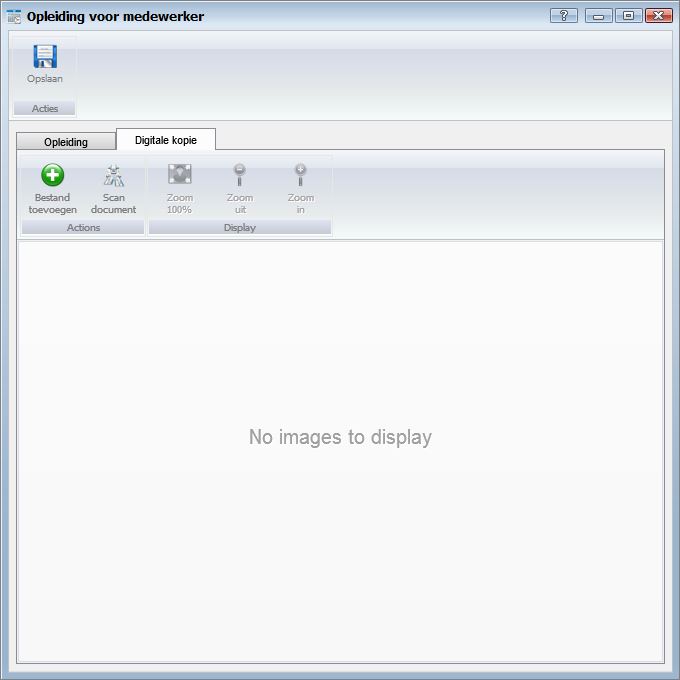 Opleiding voor medewerker
Opslaan
Acties
Opleiding
Digitale kopie
Bestand
toevoegen
Scan
document
Zoom
100%
Zoom
uit
Zoom
in
Actions
Display
No images to display